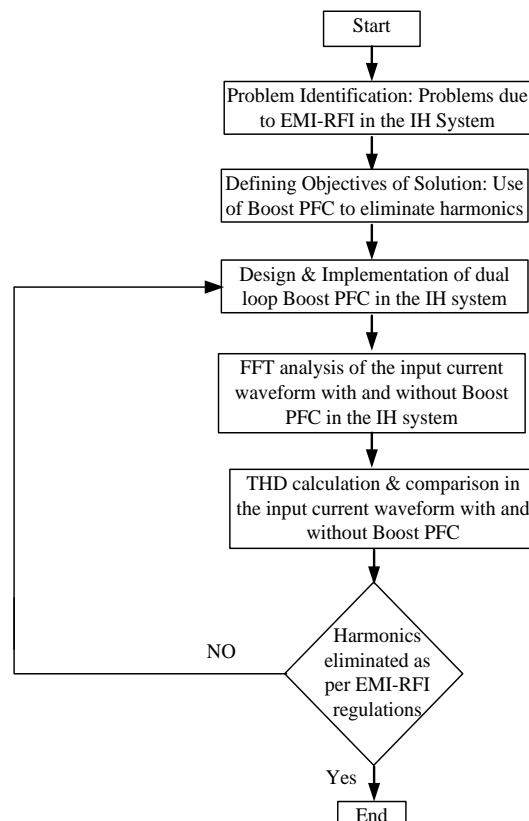 Start
Problem Identification: Problems due
to EMI-RFI in the IH System
Defining Objectives of Solution: Use
of Boost PFC to eliminate harmonics
Design & Implementation of dual
loop Boost PFC in the IH system
FFT analysis of the input current
waveform with and without Boost
PFC in the IH system
THD calculation & comparison in
the input current waveform with and
without Boost PFC
Harmonics
eliminated as
per EMI-RFI
regulations
NO
Yes
End